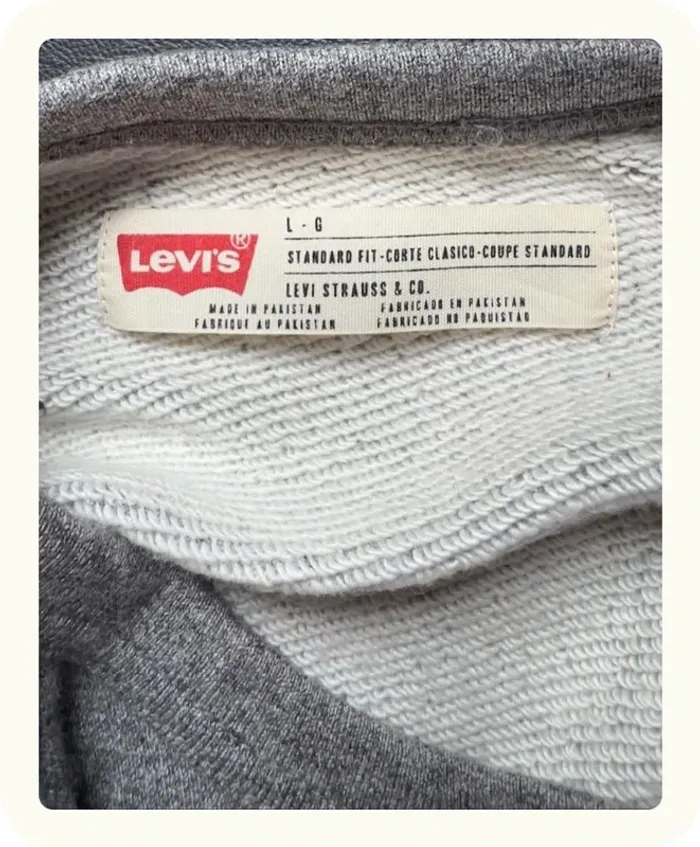 LEVI'S ®
L - G
STANDARD FIT-CORTE CLASICO-COUPE STANDARD
LEVI STRAUSS & CO.
MADE IN PAKISTAN
FABRIQUE AU PAKISTAN
FABRICADO EN PAKISTAN
FABRICADO NO PAQUISTAO